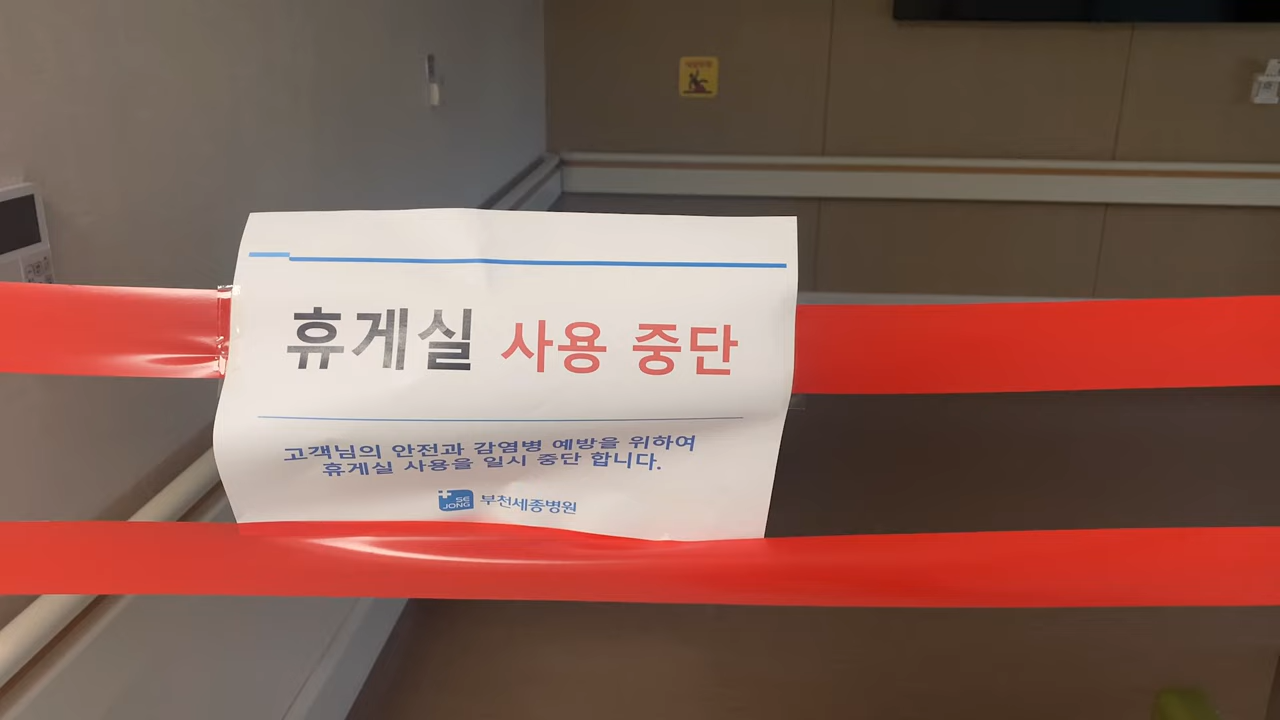 휴게실 사용 중단
고객님의 안전과 감염병 예방을 위하여
휴게실 사용을 일시 중단 합니다.
SE
JONG
부천세종병원